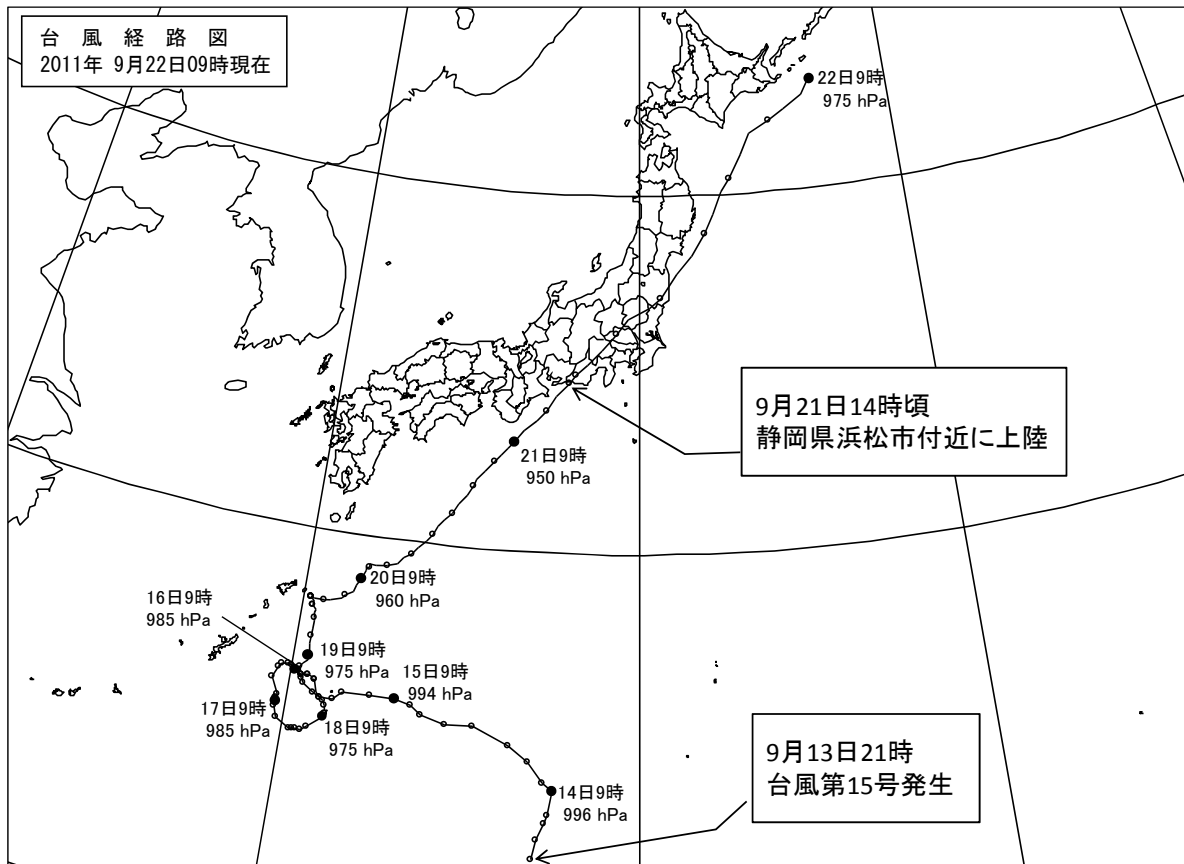 台 風 経 路 図
2011年 9月22日09時現在
22日9時
975 hPa
9月21日14時頃
静岡県浜松市付近に上陸
21日9時
950 hPa
20日9時
960 hPa
16日9時
985 hPa
19日9時
975 hPa
15日9時
994 hPa
17日9時
985 hPa
18日9時
975 hPa
9月13日21時
台風第15号発生
14日9時
996 hPa